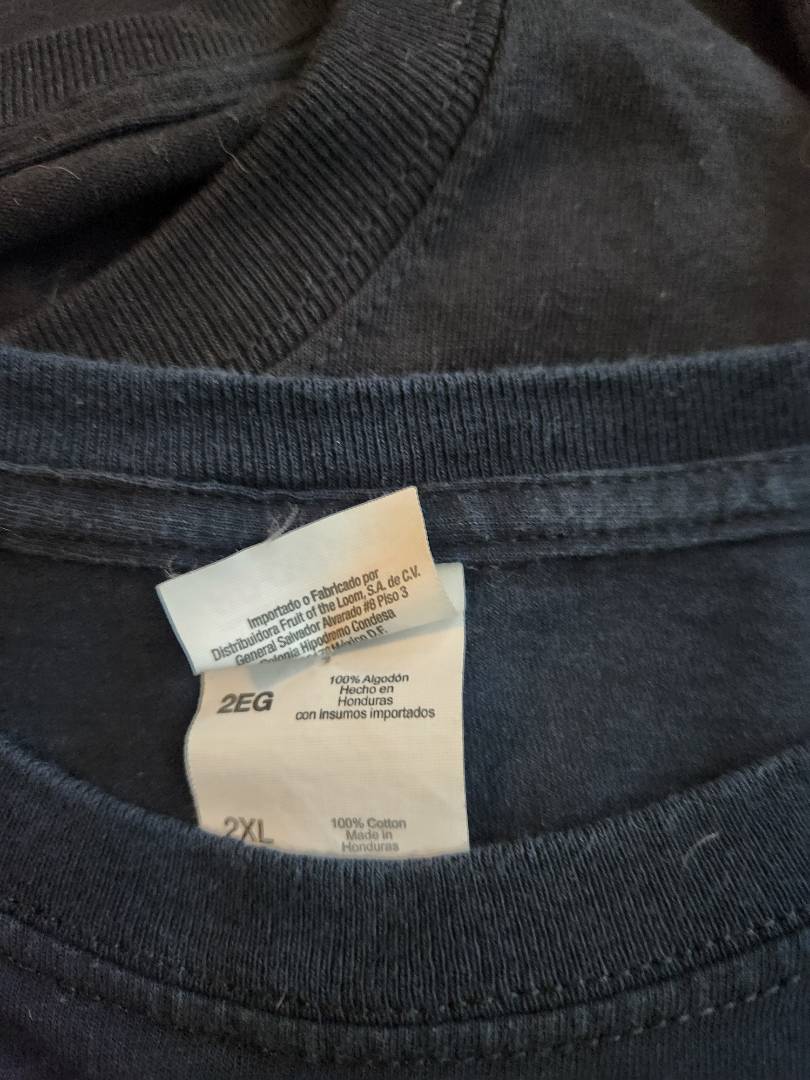 Importado o Fabricado por
Distribuidora Fruit of the Loom, S.A. de C.V.
General Salvador Alvarado #8 Piso 3
Colonia Hipodromo Condesa
México D.F.
2EG
100% Algodón
Hecho en
Honduras
con insumos importados
2XL
100% Cotton
Made in
Honduras